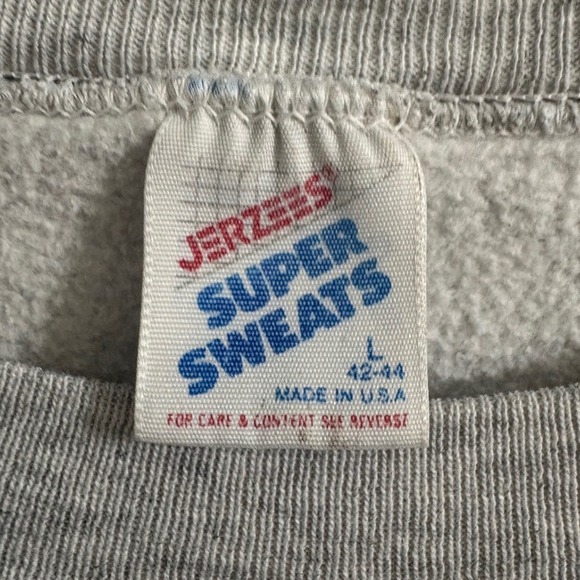 JERZEES®
SUPER
SWEATS
L
42-44
MADE IN U.S.A
FOR CARE & CONTENT SEE REVERSE